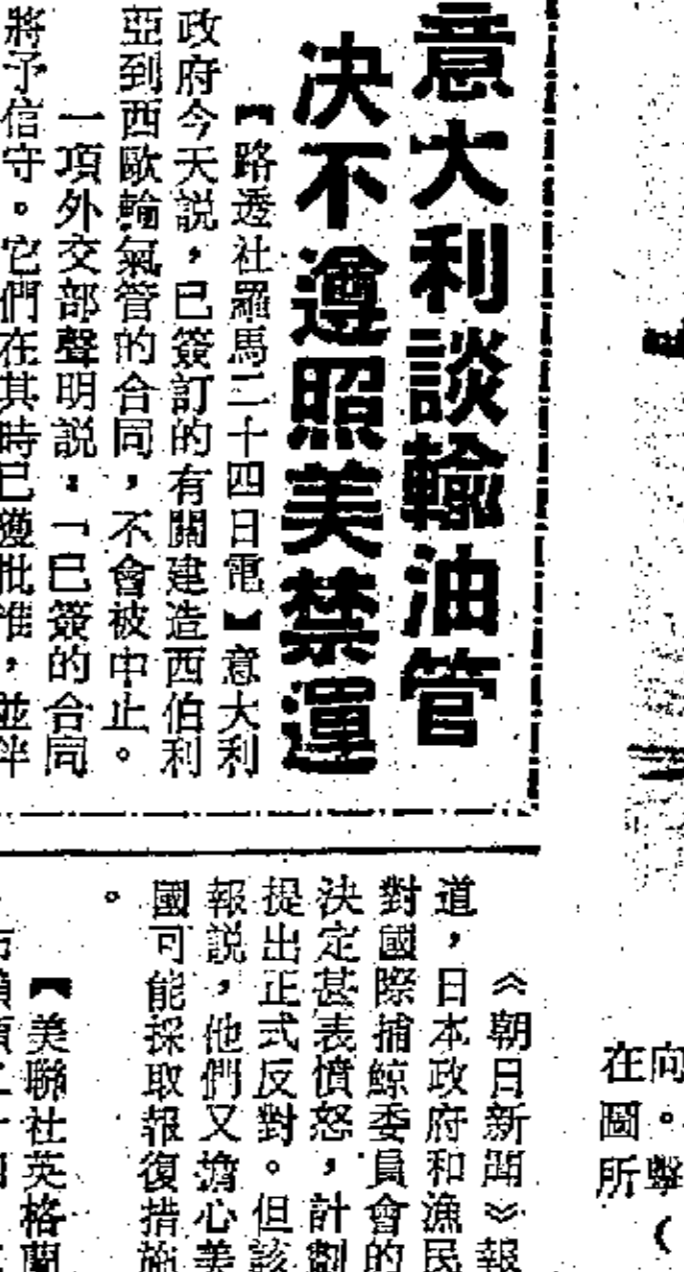 意大利談輸油管
决不遵照美禁運
【路透社羅馬二十四日電】意大利
政府今天説，已簽訂的有關建造西伯利
亞到西歐輸氣管的合同，不會被中止。
一項外交部聲明説：「已簽的合同
將予信守。它們在其時已獲批准，並
《朝日新聞》報
道，日本政府和漁民
對國際捕鯨委員會的
決定甚表憤怒，計劃
提出正式反對。但該
報説，他們又擔心美
國可能採取報復措施
。
【美聯社英格蘭
向
在
圖。
所擊
（